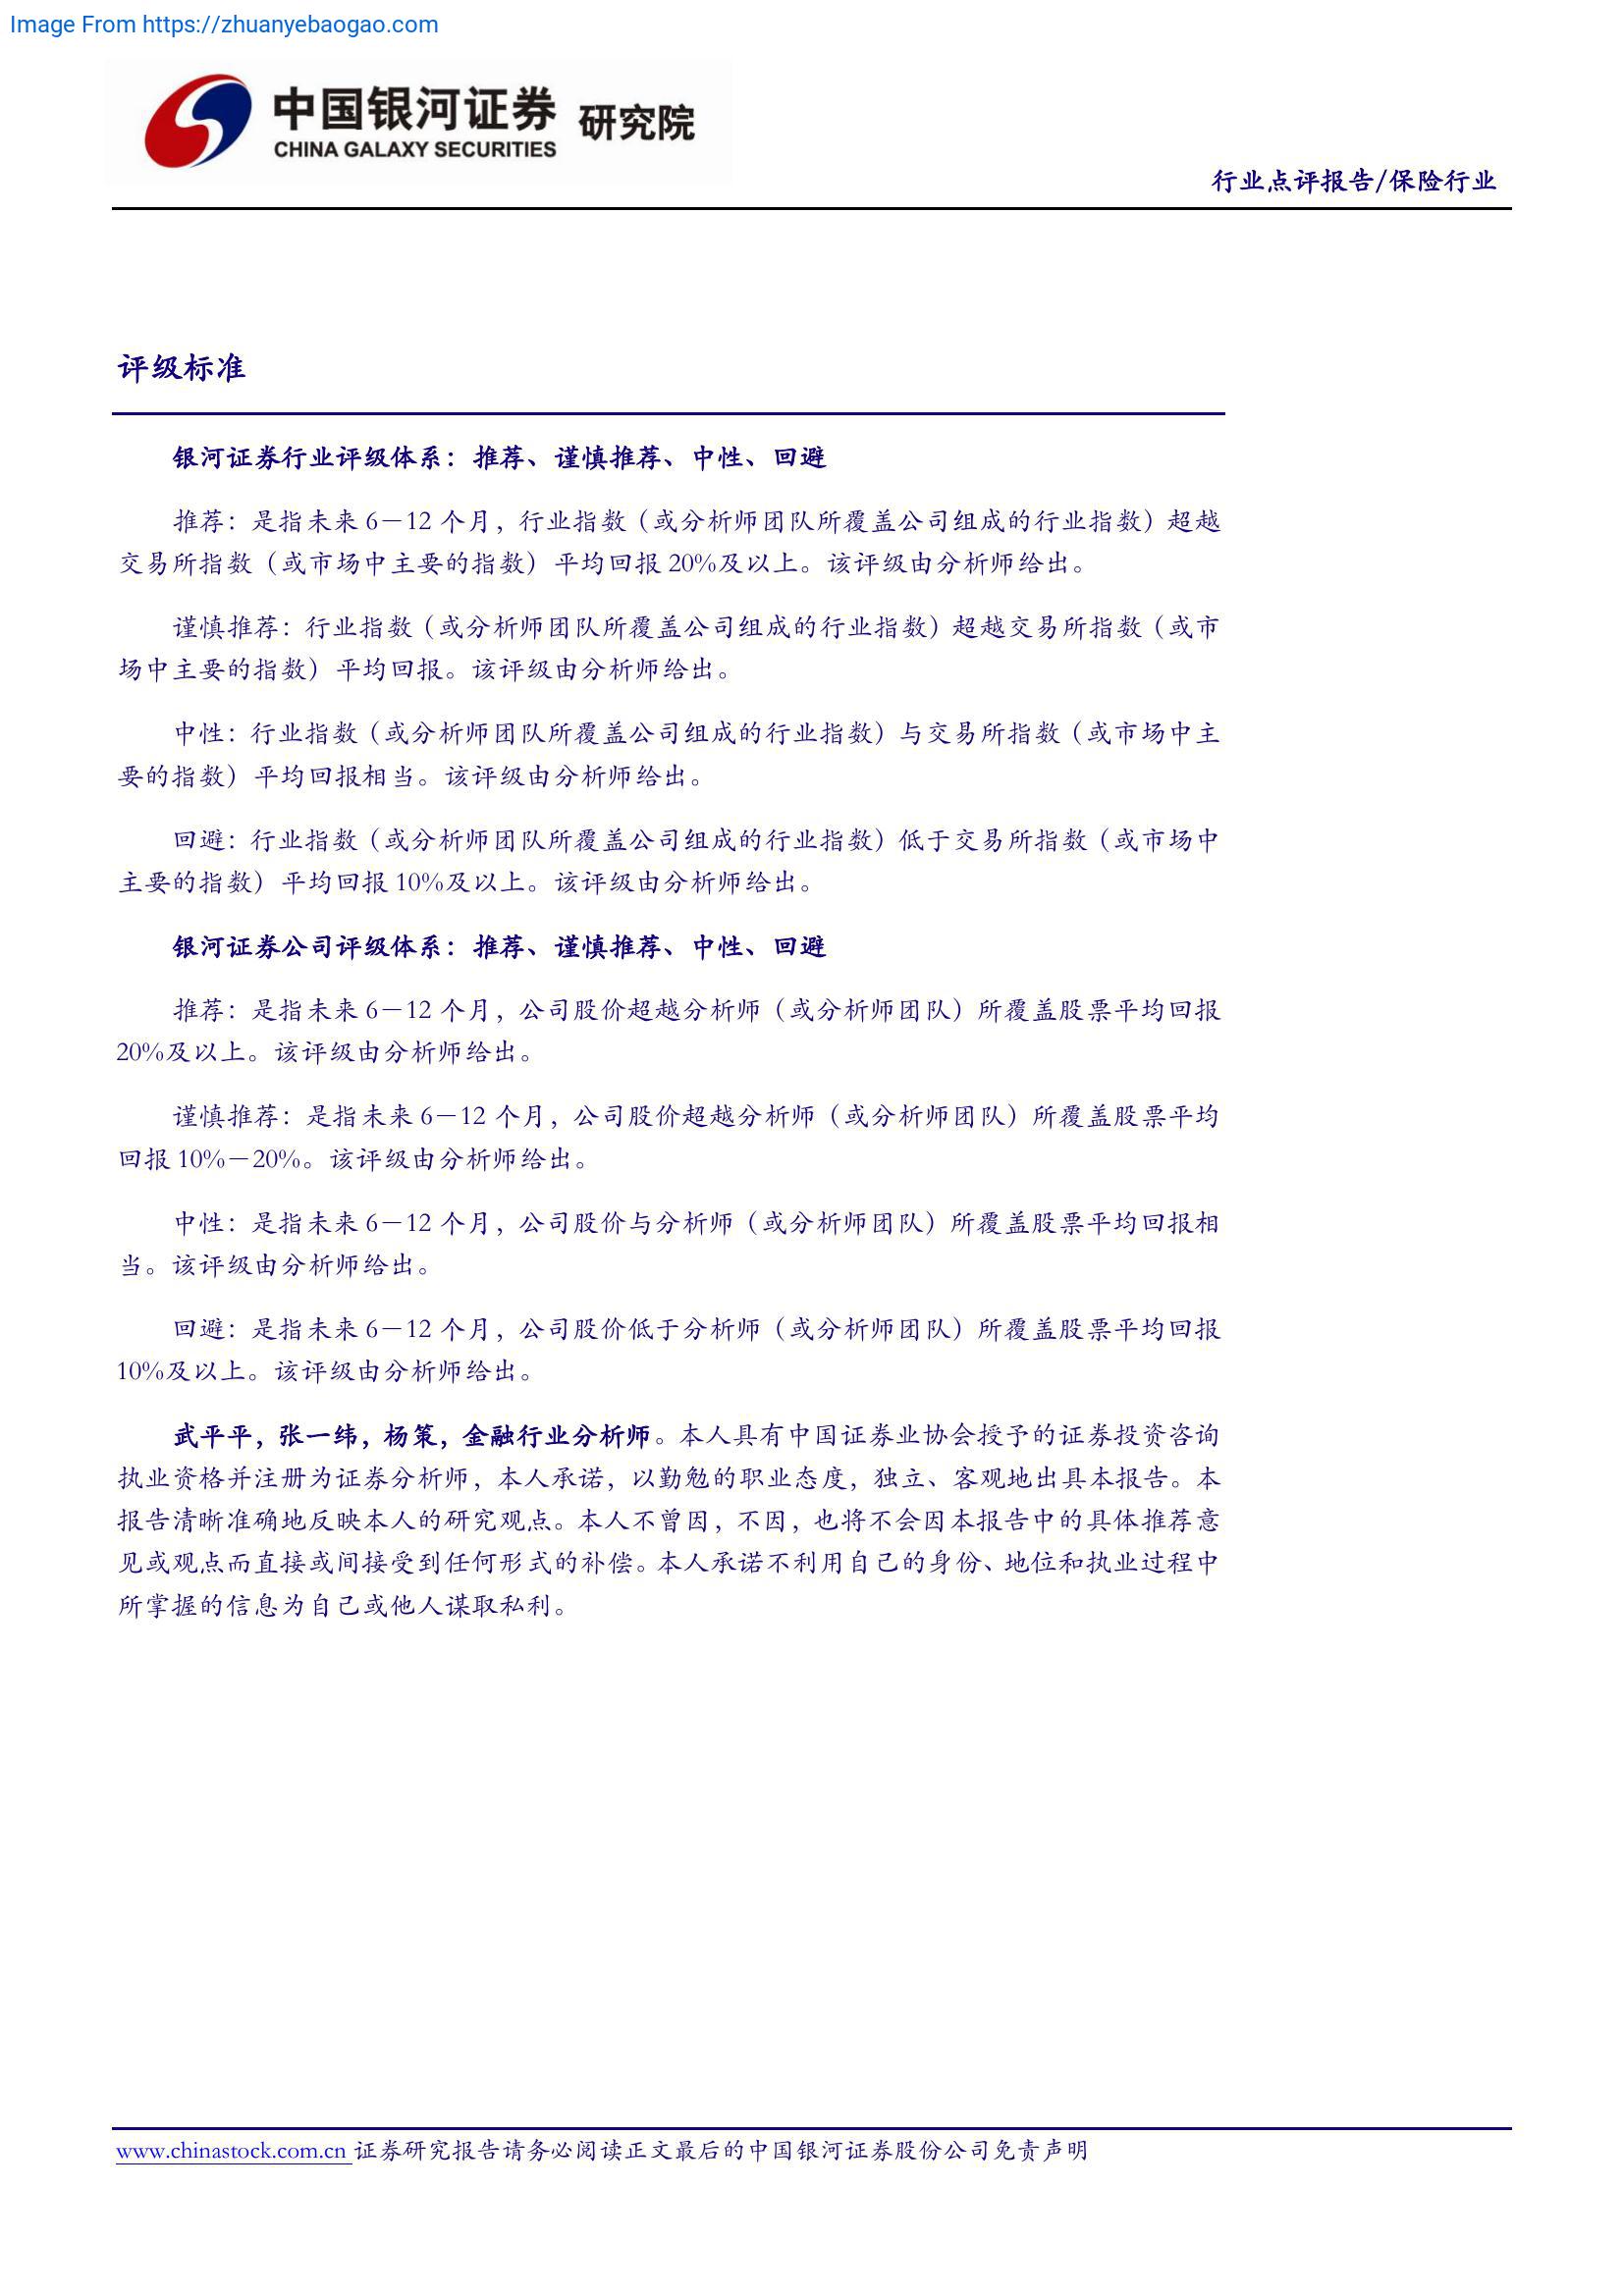 Image From https://zhuanyebaogao.com
中国银河证券 研究院
CHINA GALAXY SECURITIES
行业点评报告/保险行业
评级标准
银河证券行业评级体系：推荐、谨慎推荐、中性、回避
推荐：是指未来 6－12 个月，行业指数（或分析师团队所覆盖公司组成的行业指数）超越
交易所指数（或市场中主要的指数）平均回报 20%及以上。该评级由分析师给出。
谨慎推荐：行业指数（或分析师团队所覆盖公司组成的行业指数）超越交易所指数（或市
场中主要的指数）平均回报。该评级由分析师给出。
中性：行业指数（或分析师团队所覆盖公司组成的行业指数）与交易所指数（或市场中主
要的指数）平均回报相当。该评级由分析师给出。
回避：行业指数（或分析师团队所覆盖公司组成的行业指数）低于交易所指数（或市场中
主要的指数）平均回报 10%及以上。该评级由分析师给出。
银河证券公司评级体系：推荐、谨慎推荐、中性、回避
推荐：是指未来 6－12 个月，公司股价超越分析师（或分析师团队）所覆盖股票平均回报
20%及以上。该评级由分析师给出。
谨慎推荐：是指未来 6－12 个月，公司股价超越分析师（或分析师团队）所覆盖股票平均
回报 10%－20%。该评级由分析师给出。
中性：是指未来 6－12 个月，公司股价与分析师（或分析师团队）所覆盖股票平均回报相
当。该评级由分析师给出。
回避：是指未来 6－12 个月，公司股价低于分析师（或分析师团队）所覆盖股票平均回报
10%及以上。该评级由分析师给出。
武平平，张一纬，杨策，金融行业分析师。本人具有中国证券业协会授予的证券投资咨询
执业资格并注册为证券分析师，本人承诺，以勤勉的职业态度，独立、客观地出具本报告。本
报告清晰准确地反映本人的研究观点。本人不曾因，不因，也将不会因本报告中的具体推荐意
见或观点而直接或间接受到任何形式的补偿。本人承诺不利用自己的身份、地位和执业过程中
所掌握的信息为自己或他人谋取私利。
www.chinastock.com.cn 证券研究报告请务必阅读正文最后的中国银河证券股份公司免责声明